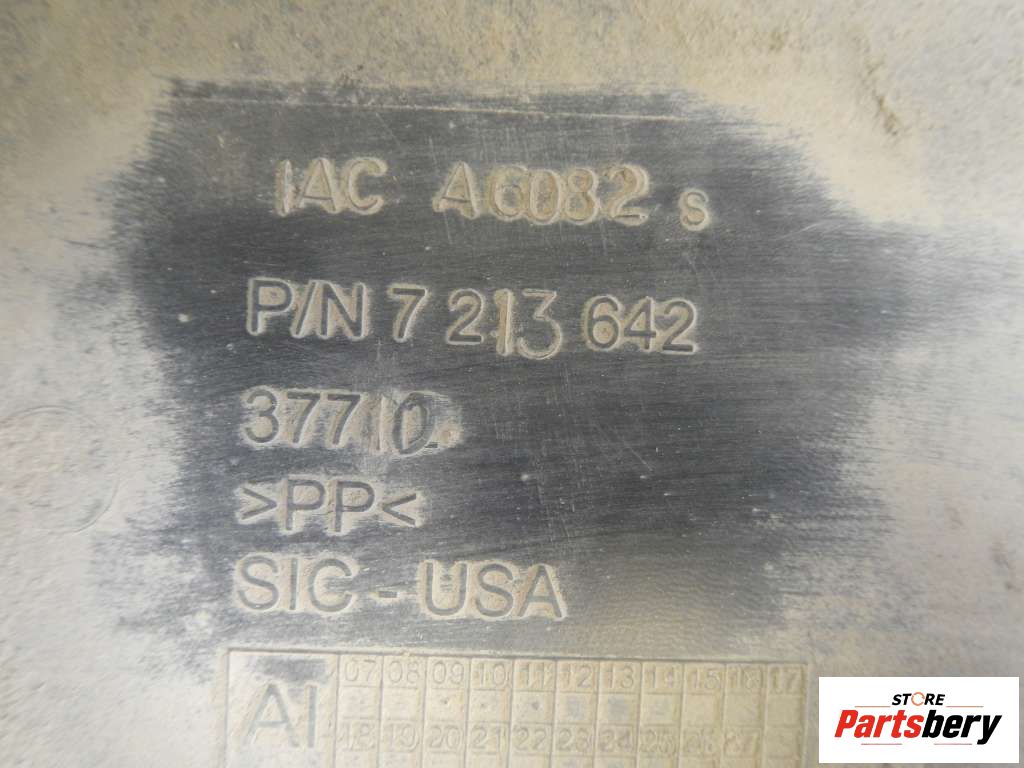 IAC A6082 S
P/N 7 213 642
37710
>PP<
SIC - USA
AI
07 08 09 10 11 12 13 14 15 16 17
18 19 20 21 22 23 24 25 26 27
STORE
Partsbery